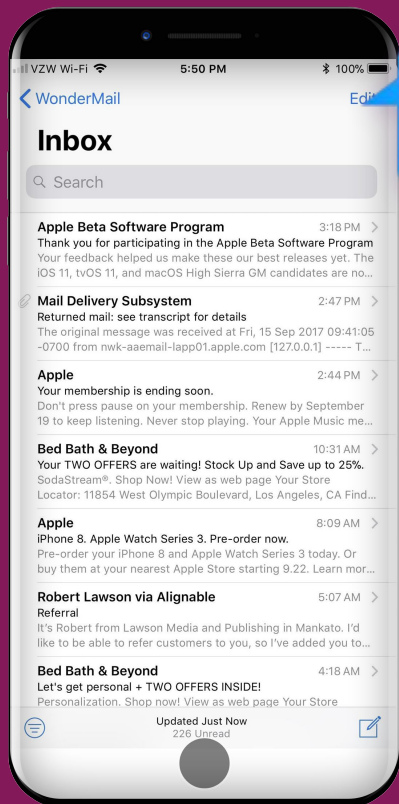 VZW Wi-Fi 5:50 PM 100%
WonderMail Edit
Inbox
Search
Apple Beta Software Program 3:18 PM
Thank you for participating in the Apple Beta Software Program
Your feedback helped us make these our best releases yet. The
iOS 11, tvOS 11, and macOS High Sierra GM candidates are no...
Mail Delivery Subsystem 2:47 PM
Returned mail: see transcript for details
The original message was received at Fri, 15 Sep 2017 09:41:05
-0700 from nwk-aaemail-lapp01.apple.com [127.0.0.1] ----- T...
Apple 2:44 PM
Your membership is ending soon.
Don't press pause on your membership. Renew by September
19 to keep listening. Never stop playing. Your Apple Music me...
Bed Bath & Beyond 10:31 AM
Your TWO OFFERS are waiting! Stock Up and Save up to 25%.
SodaStream®. Shop Now! View as web page Your Store
Locator: 11854 West Olympic Boulevard, Los Angeles, CA Find...
Apple 8:09 AM
iPhone 8. Apple Watch Series 3. Pre-order now.
Pre-order your iPhone 8 and Apple Watch Series 3 today. Or
buy them at your nearest Apple Store starting 9.22. Learn mor...
Robert Lawson via Alignable 5:07 AM
Referral
It's Robert from Lawson Media and Publishing in Mankato. I'd
like to be able to refer customers to you, so I've added you to...
Bed Bath & Beyond 4:18 AM
Let's get personal + TWO OFFERS INSIDE!
Personalization. Shop now! View as web page Your Store
Updated Just Now
226 Unread